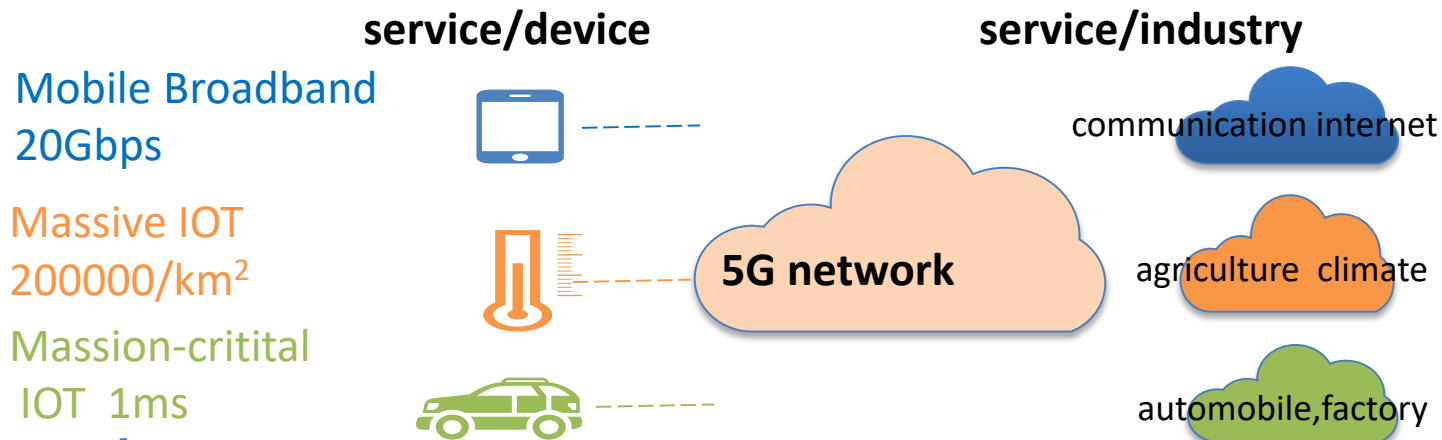 service/device
service/industry
Mobile Broadband
20Gbps
communication internet
Massive IOT
200000/km²
5G network
agriculture climate
Massion-critital
IOT 1ms
automobile,factory